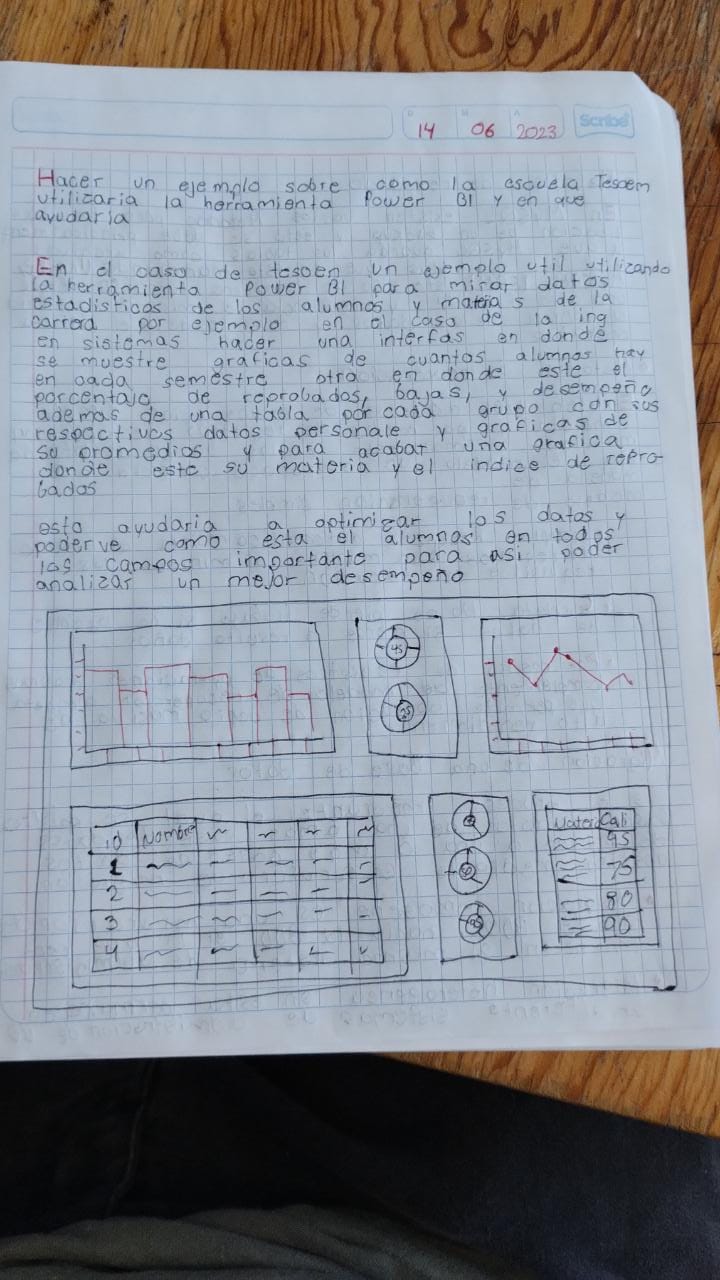 D M A
14 06 2023 Scribe
Hacer un ejemplo sobre como la escuela Tesoem
utilizaria la herramienta Power BI y en que
ayudaria
En el caso de tesoen un ejemplo util utilizando
la herramienta Power BI para mirar datos
estadisticos de los alumnos y materia s de la
carrera por ejemplo en el caso de la ing
en sistemas hacer una interfas en donde
se muestre graficas de cuantos alumnos hay
en cada semestre otra en donde este el
porcentaje de reprobados, bajas, y desempeño
ademas de una tabla por cada grupo con sus
respectivos datos personale y graficas de
su promedios y para acabar una grafica
donde este su materia y el indice de repro-
bados
esto ayudaria a optimizar los datos y
poderve como esta el alumnos en todos
los campos importante para asi poder
analizar un mejor desempeño
45
25
iD Nombre
1
2
3
4
Materi Cali
95
75
80
90